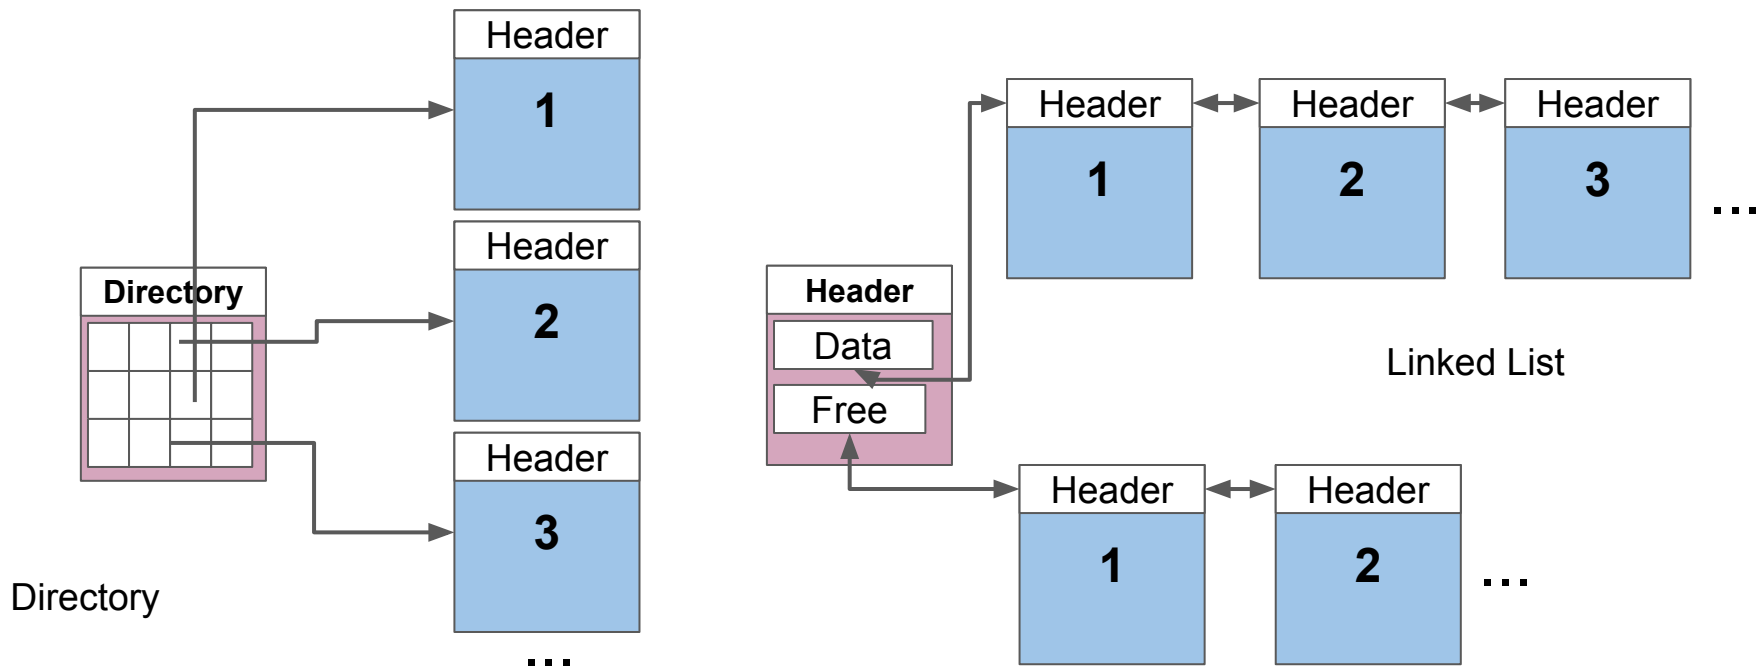 Header
1
Header
2
Header
3
...
Directory
Directory
Header
Data
Free
Header
1
Header
2
Header
3
...
Linked List
Header
1
Header
2
...